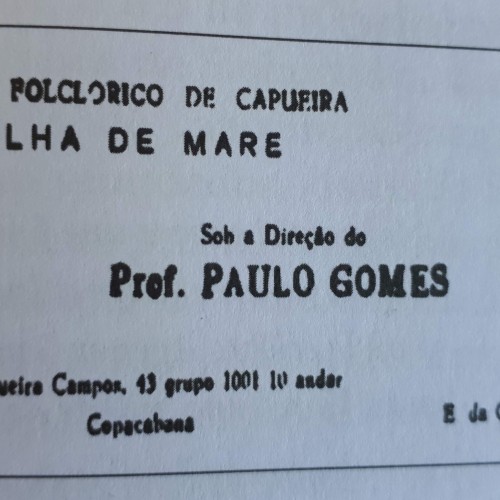 FOLCLORICO DE CAPUEIRA
LHA DE MARE
Sob a Direção do
Prof. PAULO GOMES
ueira Campos, 43 grupo 1001 10 andar
Copacabana
E da